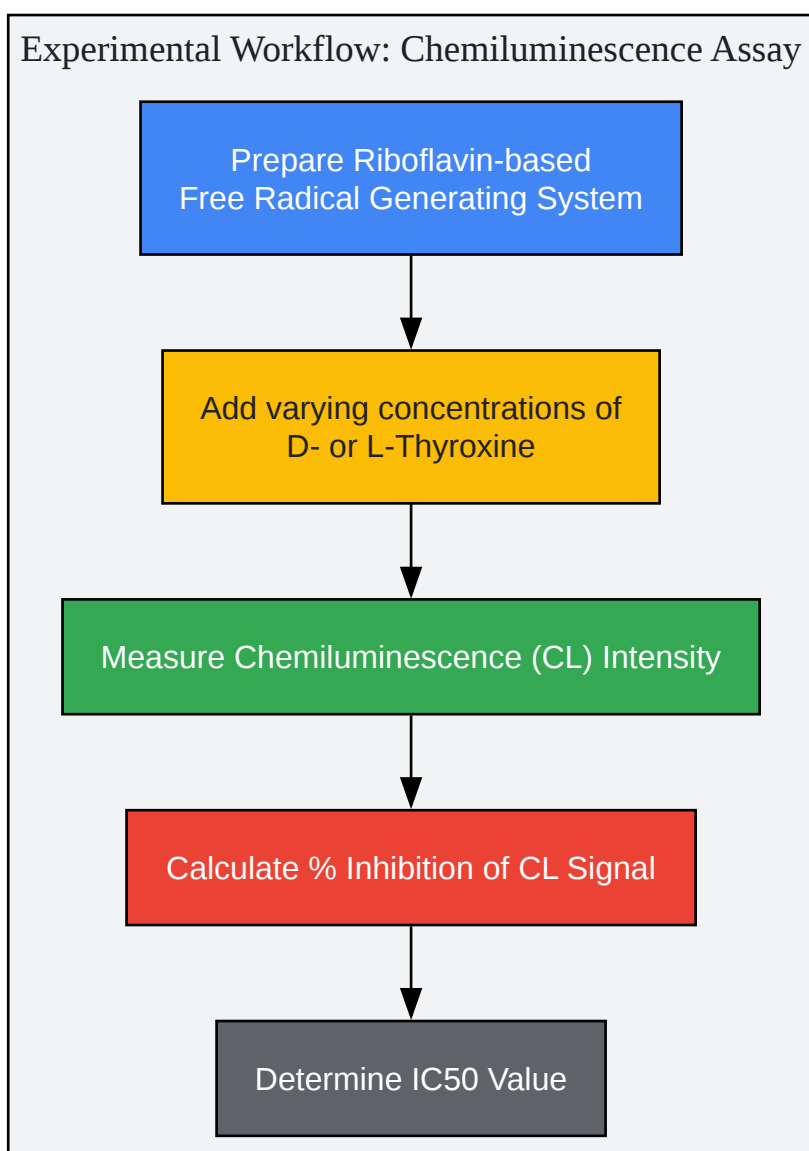 Experimental Workflow: Chemiluminescence Assay
Prepare Riboflavin-based
Free Radical Generating System
Add varying concentrations of
D- or L-Thyroxine
Measure Chemiluminescence (CL) Intensity
Calculate % Inhibition of CL Signal
Determine IC50 Value